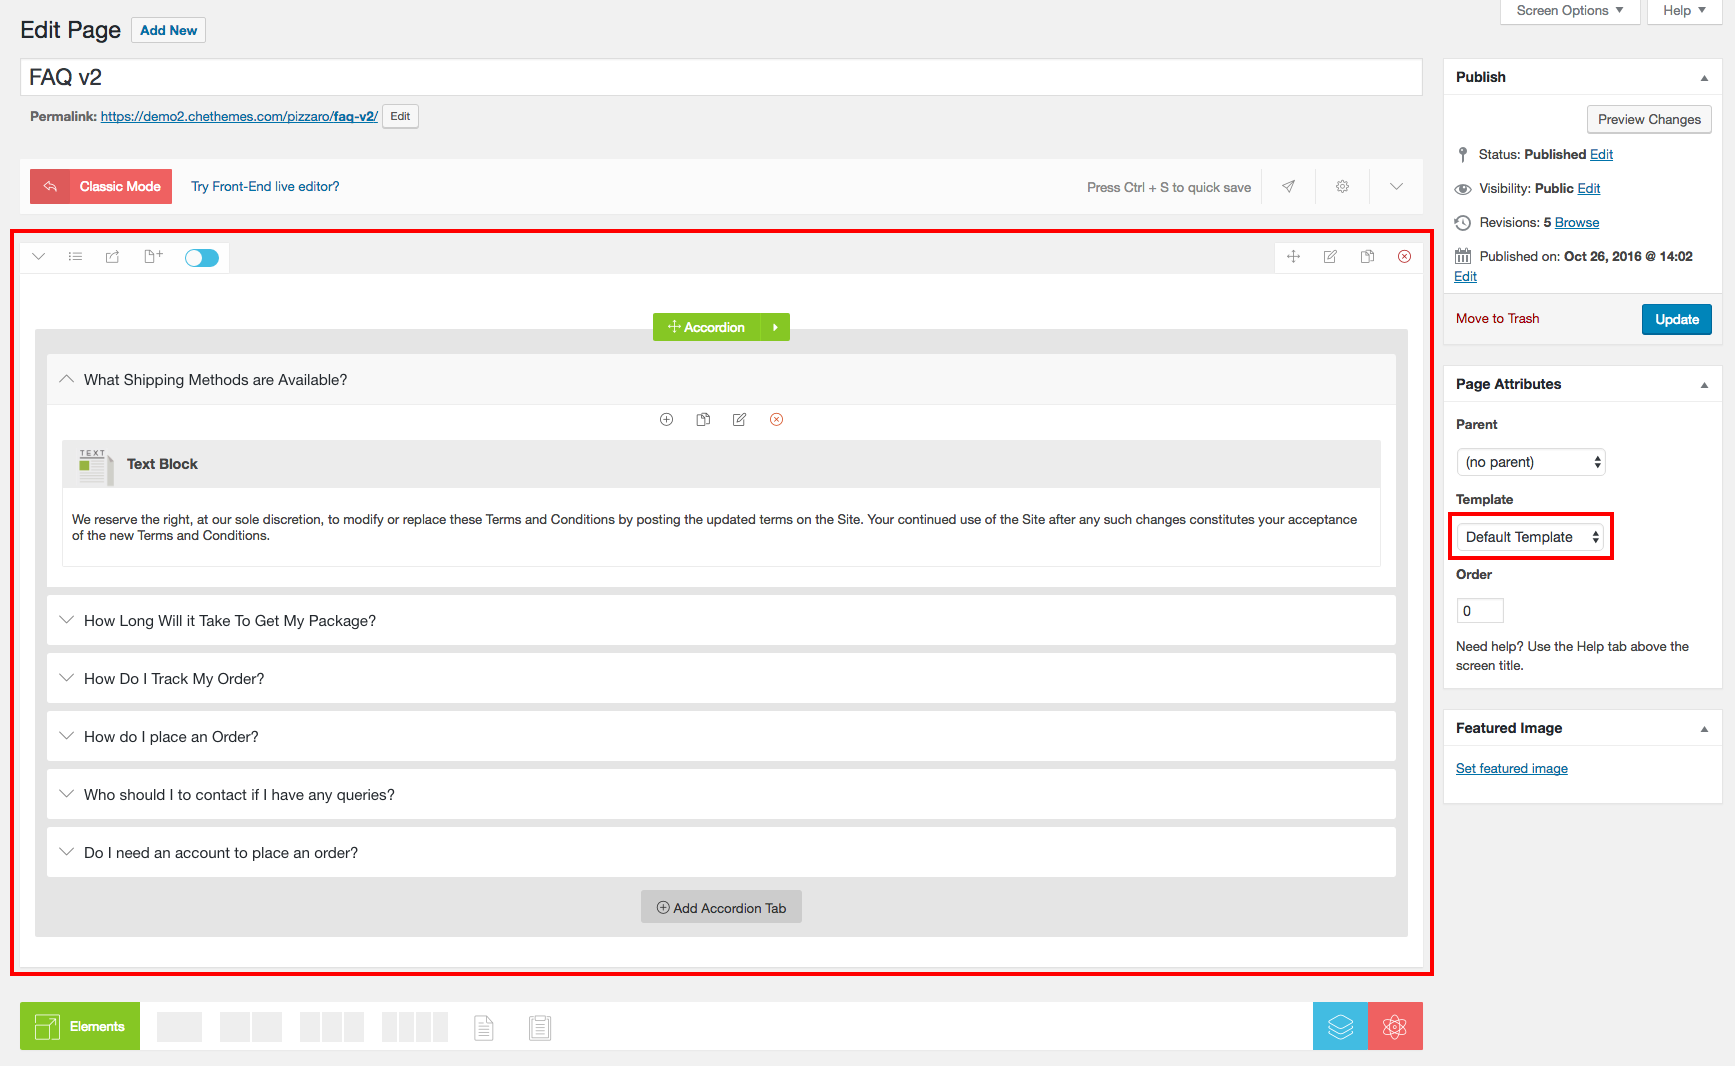 Screen Options ▼
Help ▼
Edit Page
Add New
FAQ v2
Permalink: https://demo2.chethemes.com/pizzaro/faq-v2/
Edit
Classic Mode
Try Front-End live editor?
Press Ctrl + S to quick save
Accordion
What Shipping Methods are Available?
TEXT
Text Block
We reserve the right, at our sole discretion, to modify or replace these Terms and Conditions by posting the updated terms on the Site. Your continued use of the Site after any such changes constitutes your acceptance
of the new Terms and Conditions.
How Long Will it Take To Get My Package?
How Do I Track My Order?
How do I place an Order?
Who should I to contact if I have any queries?
Do I need an account to place an order?
Add Accordion Tab
Elements
Publish
Preview Changes
Status: Published Edit
Visibility: Public Edit
Revisions: 5 Browse
Published on: Oct 26, 2016 @ 14:02
Edit
Move to Trash
Update
Page Attributes
Parent
(no parent)
Template
Default Template
Order
0
Need help? Use the Help tab above the
screen title.
Featured Image
Set featured image